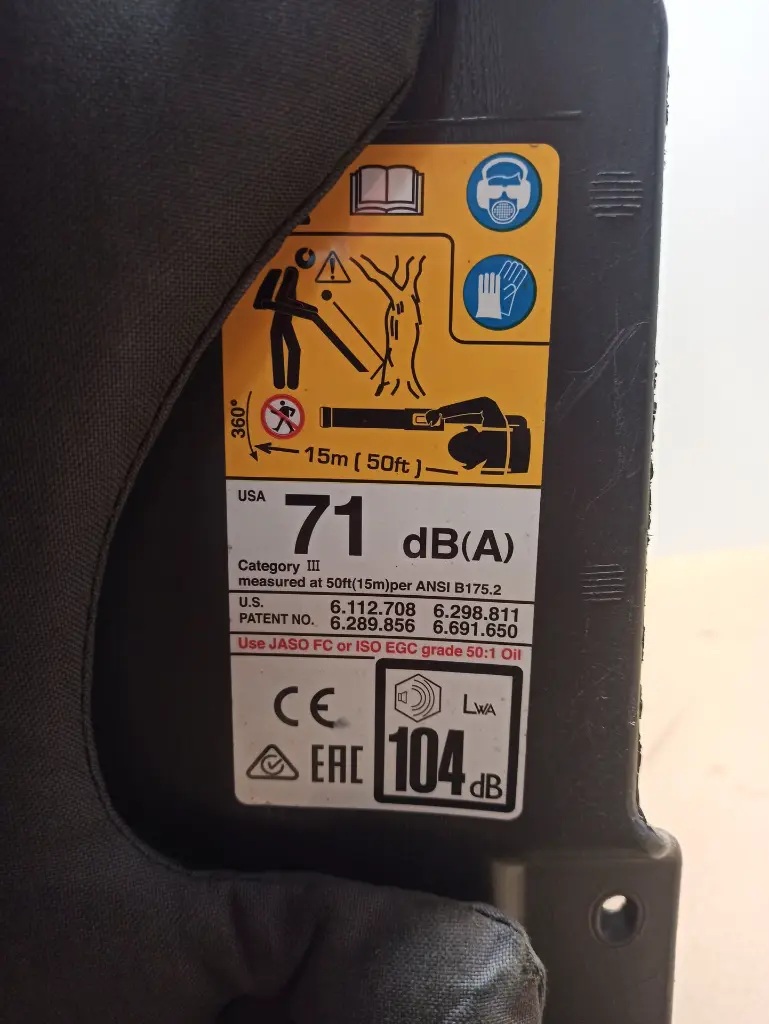 360°
15m [ 50ft ]
USA 71 dB(A)
Category III
measured at 50ft(15m)per ANSI B175.2
U.S. 6.112.708 6.298.811
PATENT NO. 6.289.856 6.691.650
Use JASO FC or ISO EGC grade 50:1 Oil
CE
LWA
EAC
104 dB